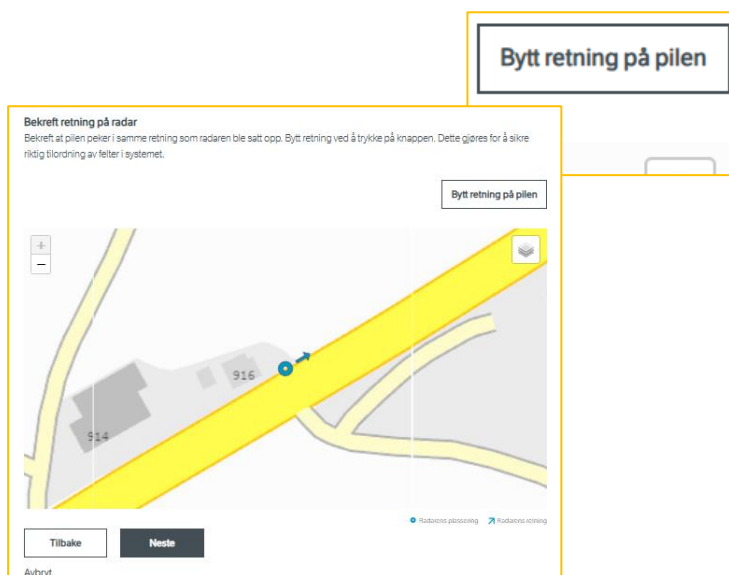 Bytt retning på pilen
Bekreft retning på radar
Bekreft at pilen peker i samme retning som radaren ble satt opp. Bytt retning ved å trykke på knappen. Dette gjøres for å sikre
riktig tilordning av felter i systemet.
Bytt retning på pilen
+
−
916
914
Radarens plassering Radarens retning
Tilbake Neste
Avbryt